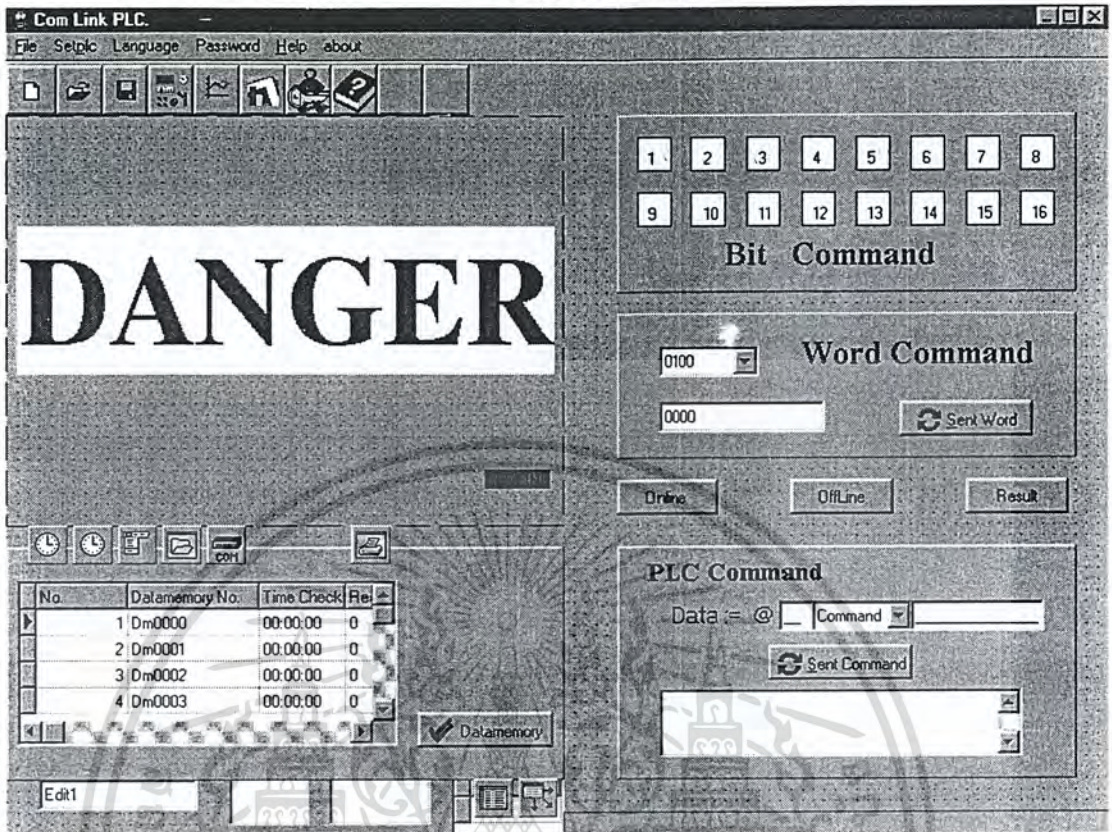 Com Link PLC.
File Setplc Language Password Help about
DANGER
1 2 3 4 5 6 7 8
9 10 11 12 13 14 15 16
Bit Command
0100
Word Command
0000
Sent Word
Online OffLine Result
COM
No. Datamemory No. Time Check Re
1 Dm0000 00:00:00 0
2 Dm0001 00:00:00 0
3 Dm0002 00:00:00 0
4 Dm0003 00:00:00 0
Datamemory
PLC Command
Data := @ __ Command
Sent Command
Edit1